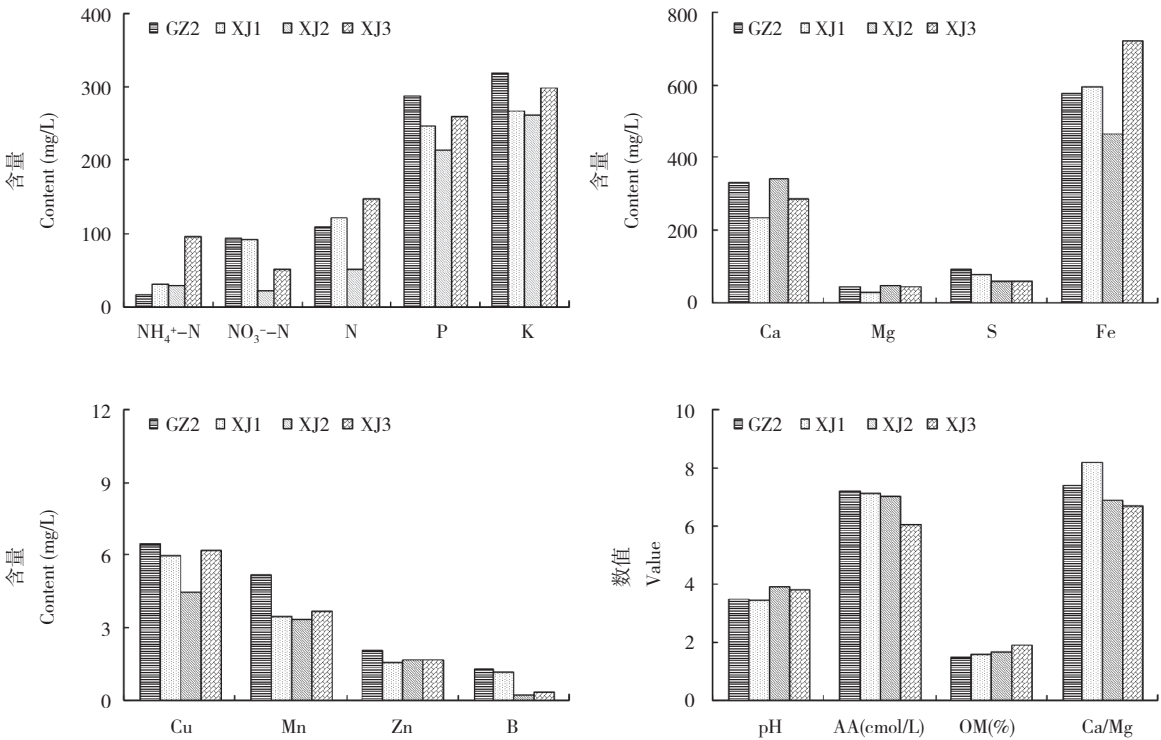 400
300
200
100
0
含量
Content (mg/L)
GZ2 XJ1 XJ2 XJ3
NH₄⁺–N NO₃⁻–N N P K
800
600
400
200
0
含量
Content (mg/L)
GZ2 XJ1 XJ2 XJ3
Ca Mg S Fe
12
9
6
3
0
含量
Content (mg/L)
GZ2 XJ1 XJ2 XJ3
Cu Mn Zn B
10
8
6
4
2
0
数值
Value
GZ2 XJ1 XJ2 XJ3
pH AA(cmol/L) OM(%) Ca/Mg